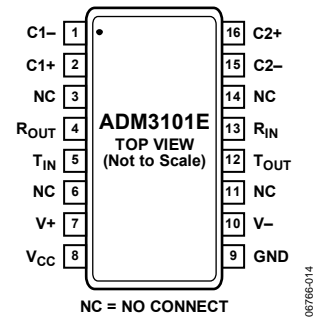 C1– 1 16 C2+
C1+ 2 15 C2–
NC 3 14 NC
ROUT 4 ADM3101E 13 RIN
TOP VIEW
TIN 5 (Not to Scale) 12 TOUT
NC 6 11 NC
V+ 7 10 V–
VCC 8 9 GND
NC = NO CONNECT
06766-014